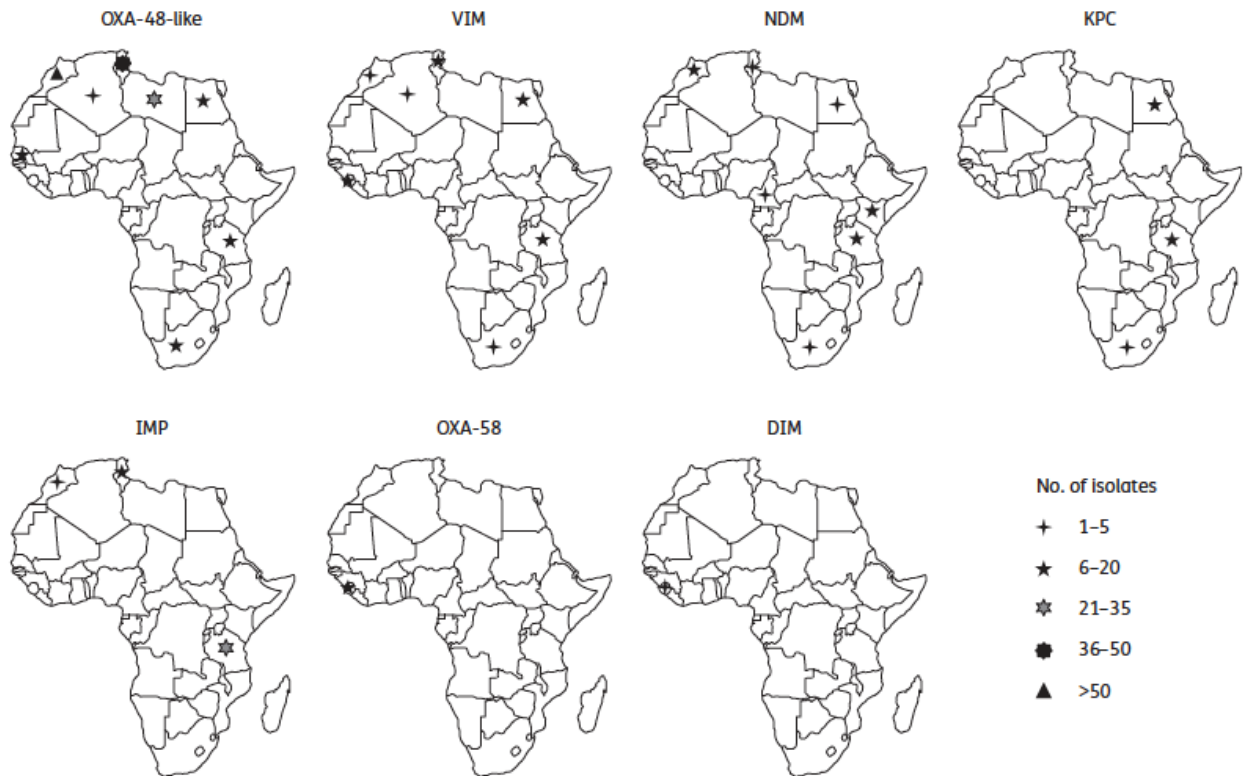 OXA-48-like
VIM
NDM
KPC
IMP
OXA-58
DIM
No. of isolates
1–5
6–20
21–35
36–50
>50